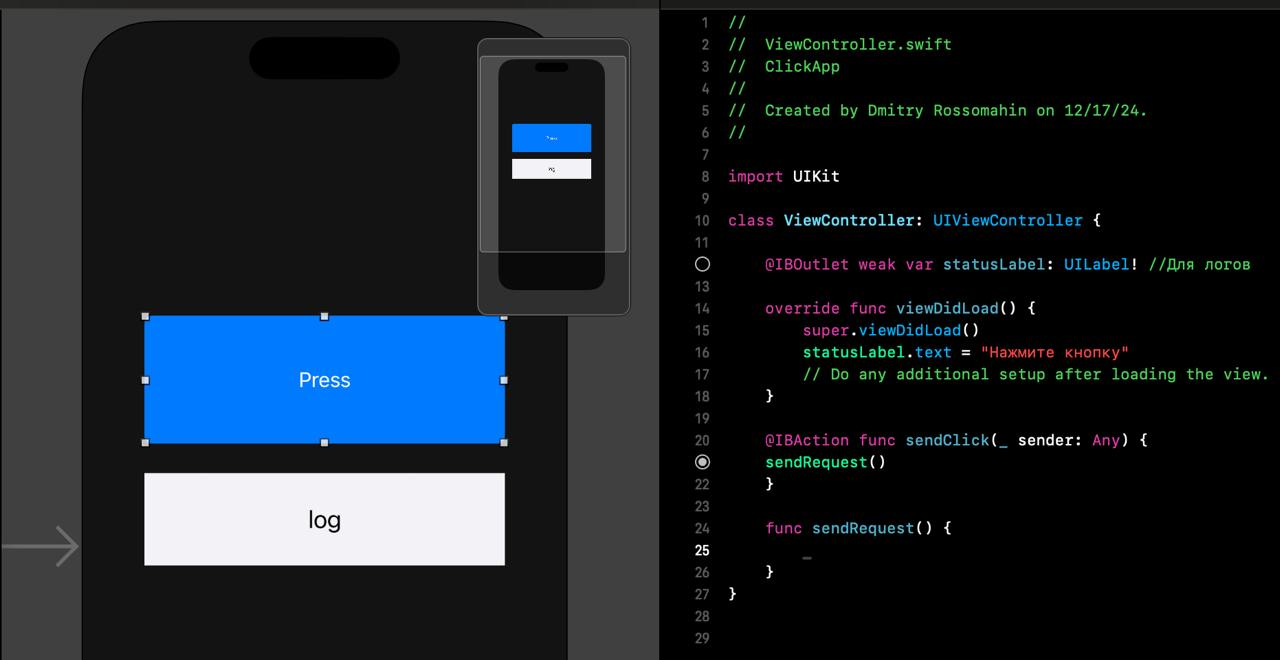 Press
log
Press
log
1 //
2 //  ViewController.swift
3 //  ClickApp
4 //
5 //  Created by Dmitry Rossomahin on 12/17/24.
6 //
7
8 import UIKit
9
10 class ViewController: UIViewController {
11
@IBOutlet weak var statusLabel: UILabel! //Для логов
13
14 override func viewDidLoad() {
15 super.viewDidLoad()
16 statusLabel.text = "Нажмите кнопку"
17 // Do any additional setup after loading the view.
18 }
19
20 @IBAction func sendClick(_ sender: Any) {
sendRequest()
22 }
23
24 func sendRequest() {
25
26 }
27 }
28
29